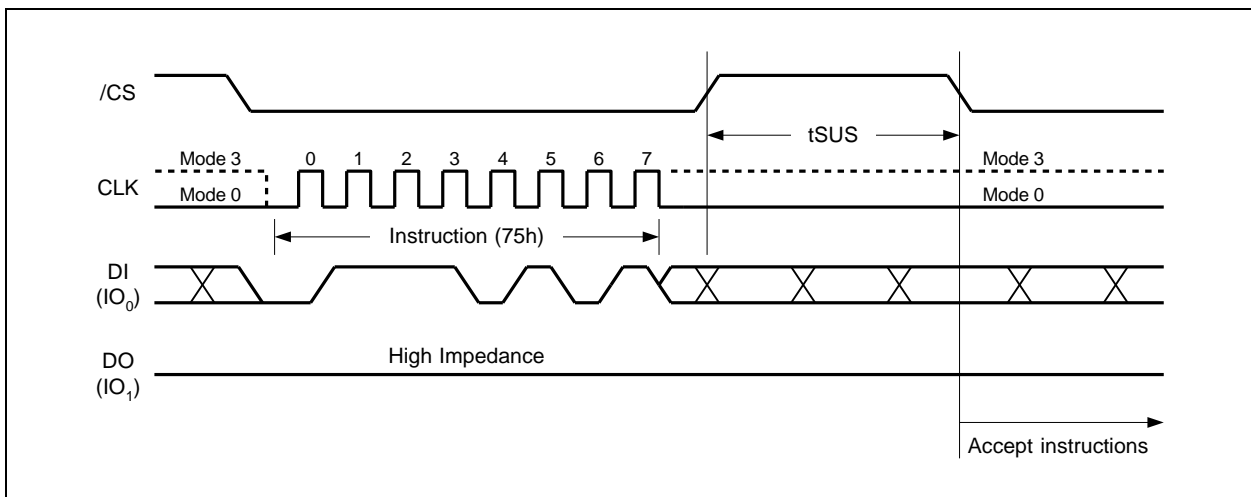 /CS
tSUS
Mode 3 0 1 2 3 4 5 6 7 Mode 3
CLK
Mode 0 Mode 0
Instruction (75h)
DI
(IO0)
High Impedance
DO
(IO1)
Accept instructions